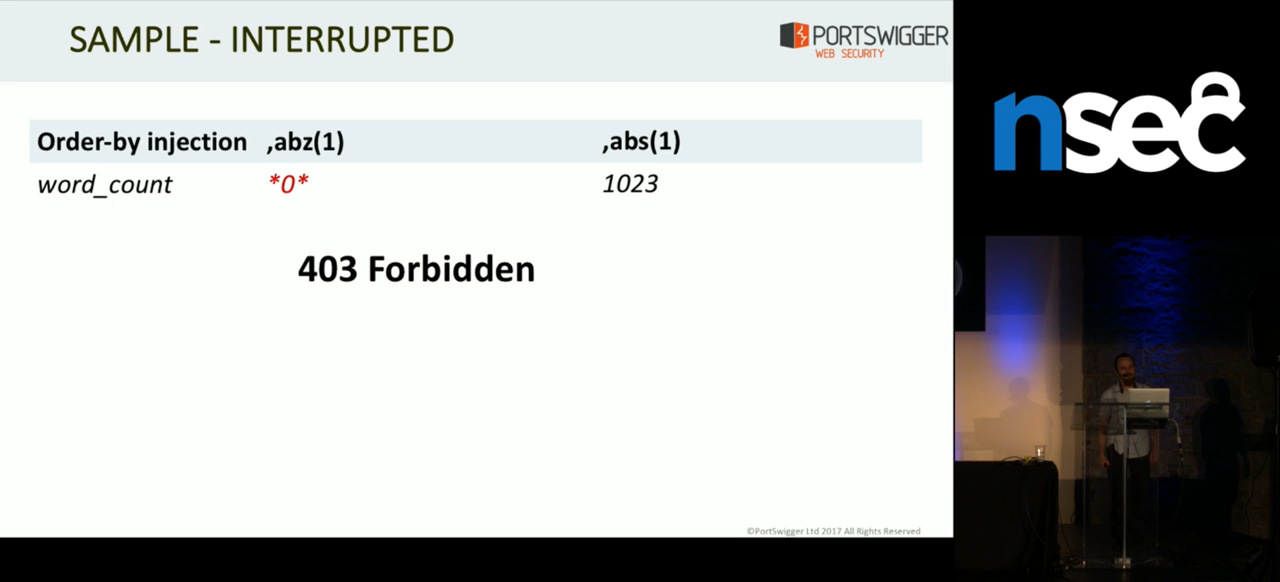 SAMPLE - INTERRUPTED
PORTSWIGGER
WEB SECURITY
Order-by injection ,abz(1) ,abs(1)
word_count *0* 1023
403 Forbidden
©PortSwigger Ltd 2017 All Rights Reserved
nsec